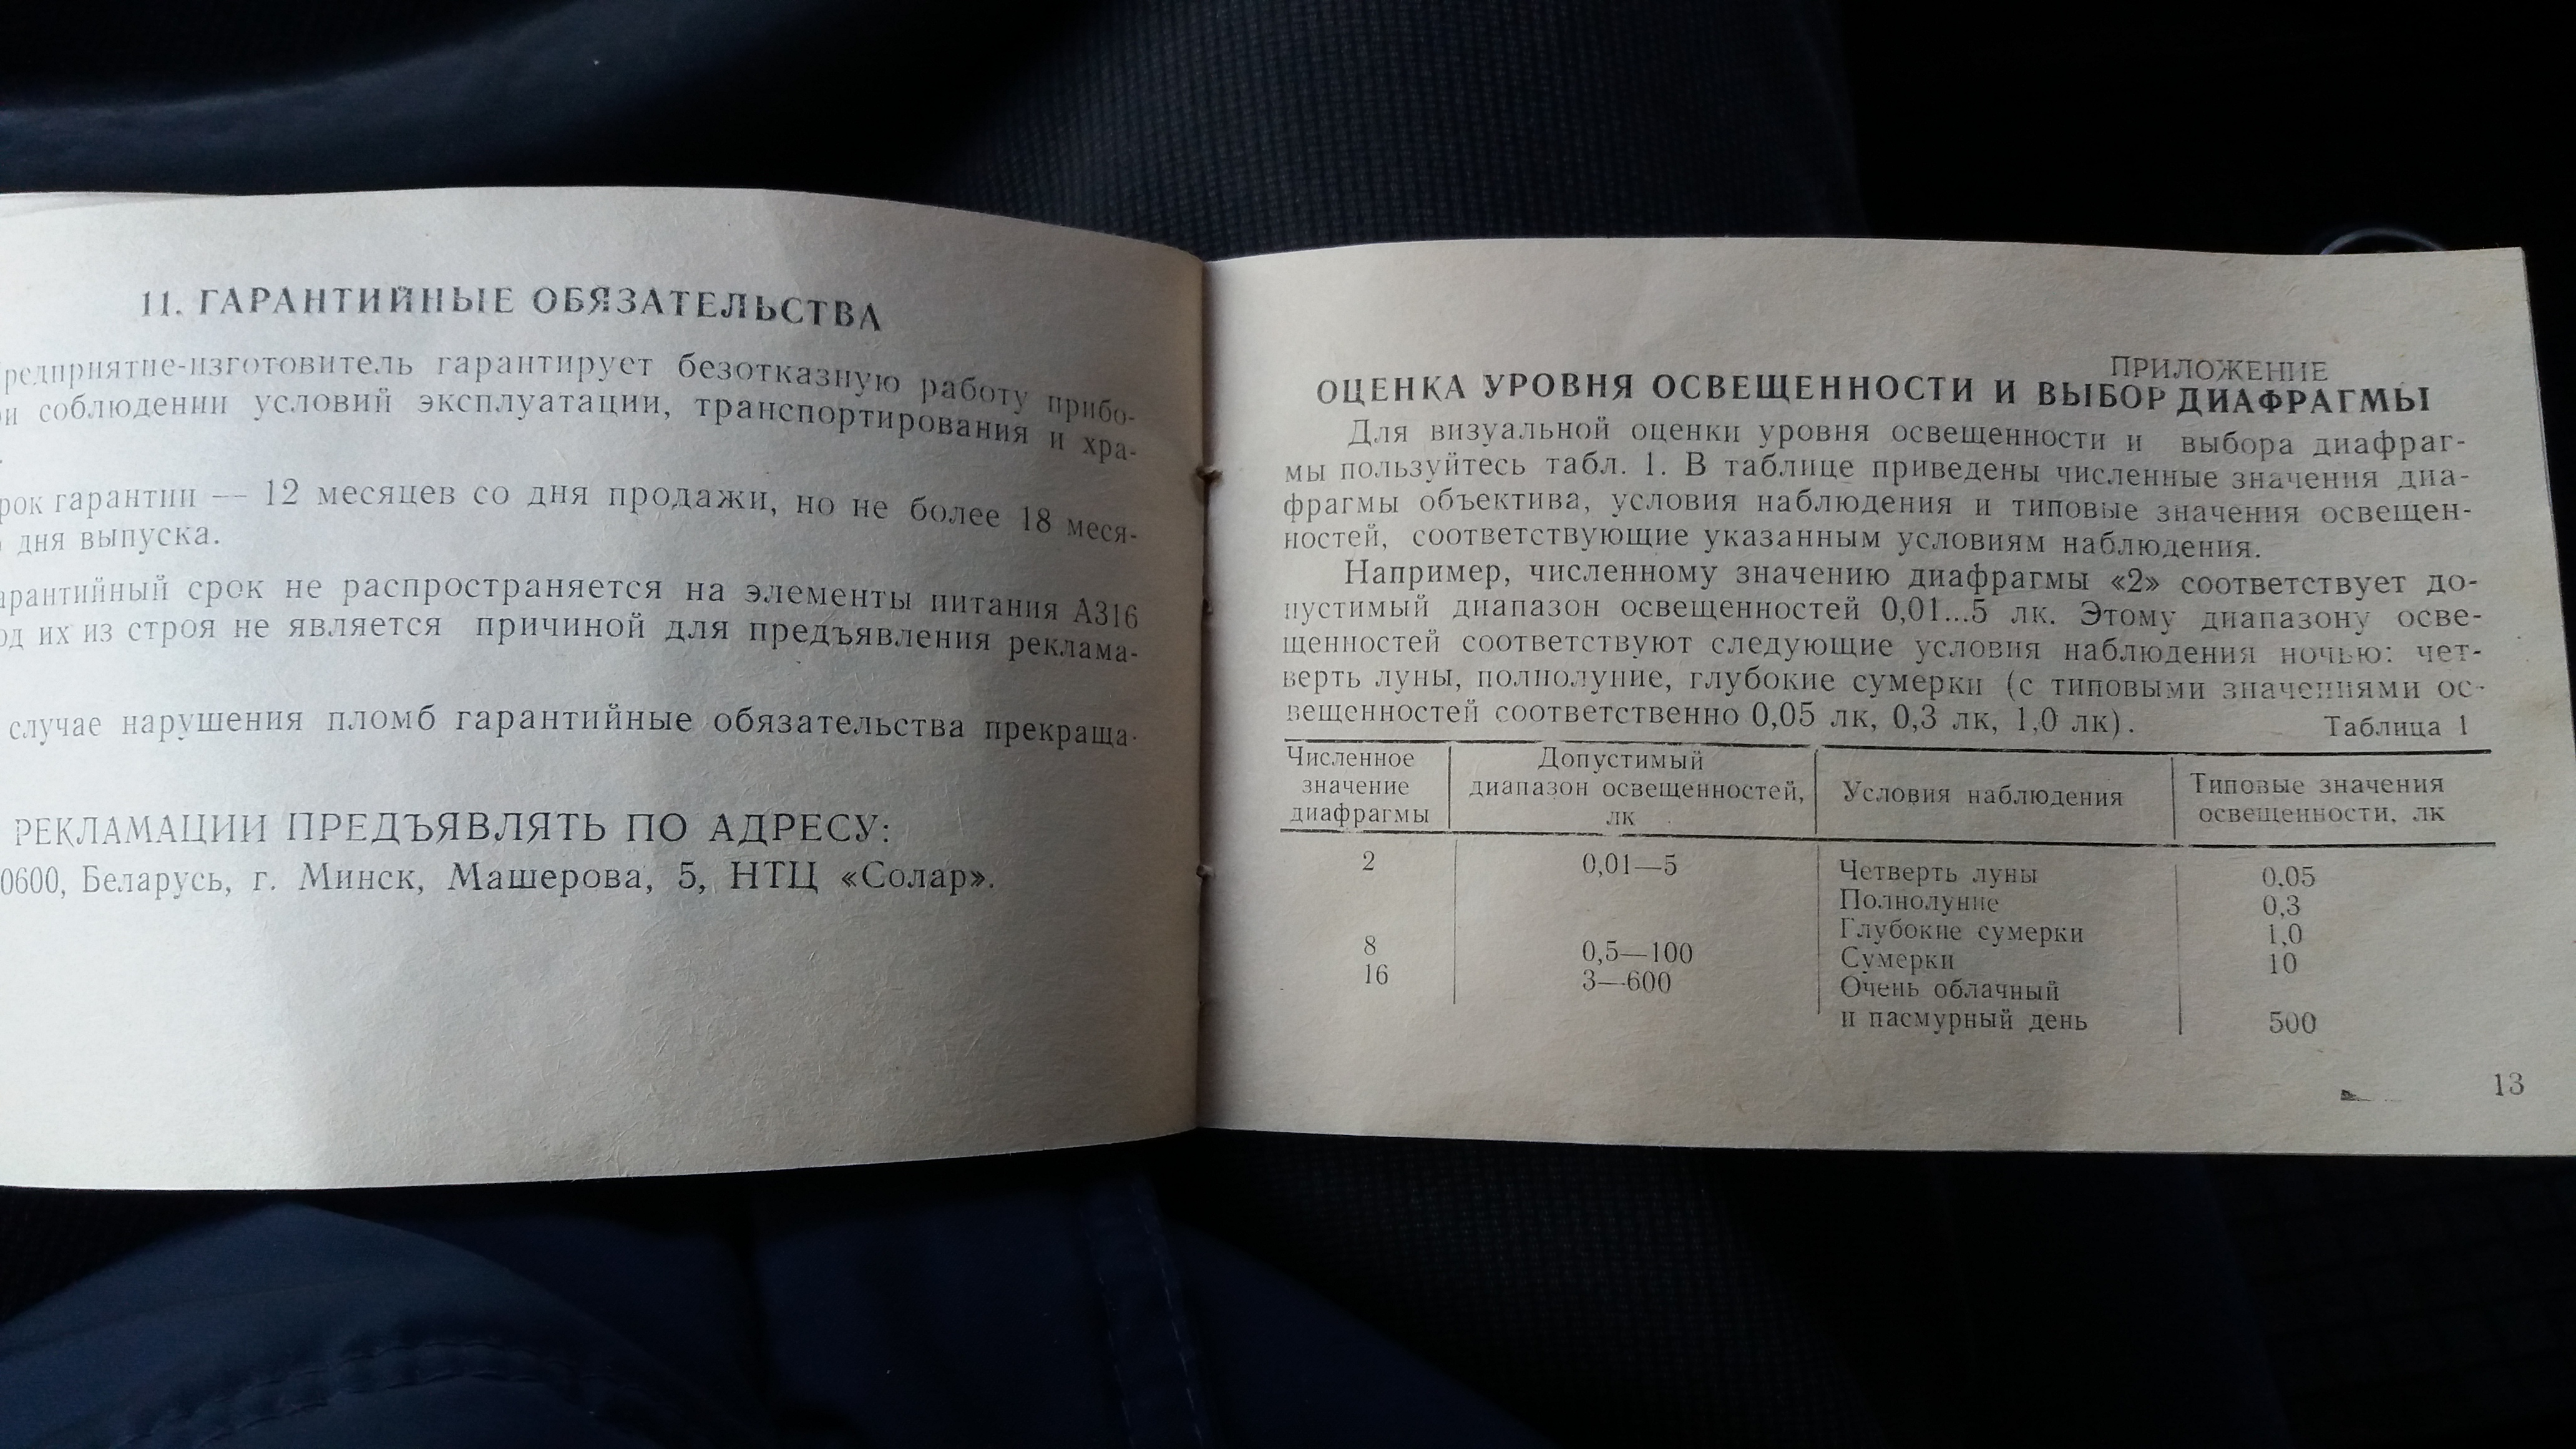 11. ГАРАНТИЙНЫЕ ОБЯЗАТЕЛЬСТВА
редприятие-изготовитель гарантирует безотказную работу прибо-
и соблюдении условий эксплуатации, транспортирования и хра-
рок гарантии — 12 месяцев со дня продажи, но не более 18 меся-
дня выпуска.
арантийный срок не распространяется на элементы питания А316
од их из строя не является причиной для предъявления реклама-
случае нарушения пломб гарантийные обязательства прекраща-
РЕКЛАМАЦИИ ПРЕДЪЯВЛЯТЬ ПО АДРЕСУ:
0600, Беларусь, г. Минск, Машерова, 5, НТЦ «Солар».
ПРИЛОЖЕНИЕ
ОЦЕНКА УРОВНЯ ОСВЕЩЕННОСТИ И ВЫБОР ДИАФРАГМЫ
Для визуальной оценки уровня освещенности и выбора диафраг-
мы пользуйтесь табл. 1. В таблице приведены численные значения диа-
фрагмы объектива, условия наблюдения и типовые значения освещен-
ностей, соответствующие указанным условиям наблюдения.
Например, численному значению диафрагмы «2» соответствует до-
пустимый диапазон освещенностей 0,01...5 лк. Этому диапазону осве-
щенностей соответствуют следующие условия наблюдения ночью: чет-
верть луны, полнолуние, глубокие сумерки (с типовыми значениями ос-
вещенностей соответственно 0,05 лк, 0,3 лк, 1,0 лк).
Таблица 1
Численное значение диафрагмы | Допустимый диапазон освещенностей, лк | Условия наблюдения | Типовые значения освещенности, лк
2 0,01—5 Четверть луны 0.05
Полнолуние 0,3
Глубокие сумерки 1,0
8 0,5—100 Сумерки 10
16 3—600 Очень облачный
и пасмурный день 500
13